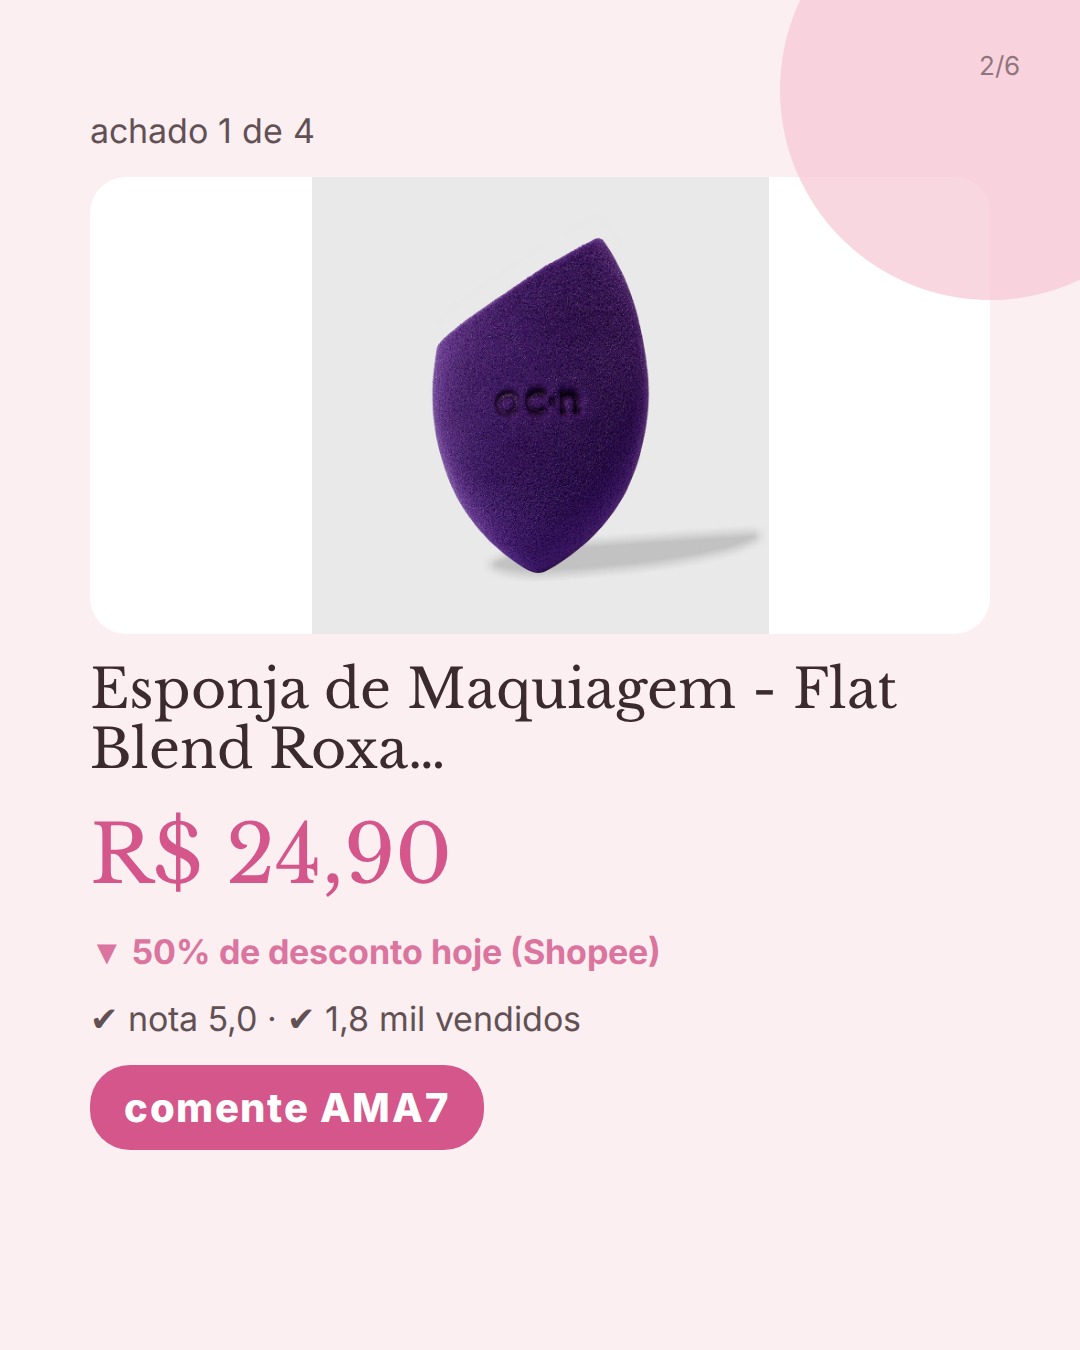 2/6
achado 1 de 4
ocn
Esponja de Maquiagem - Flat
Blend Roxa...
R$ 24,90
▼ 50% de desconto hoje (Shopee)
✔ nota 5,0 · ✔ 1,8 mil vendidos
comente AMA7